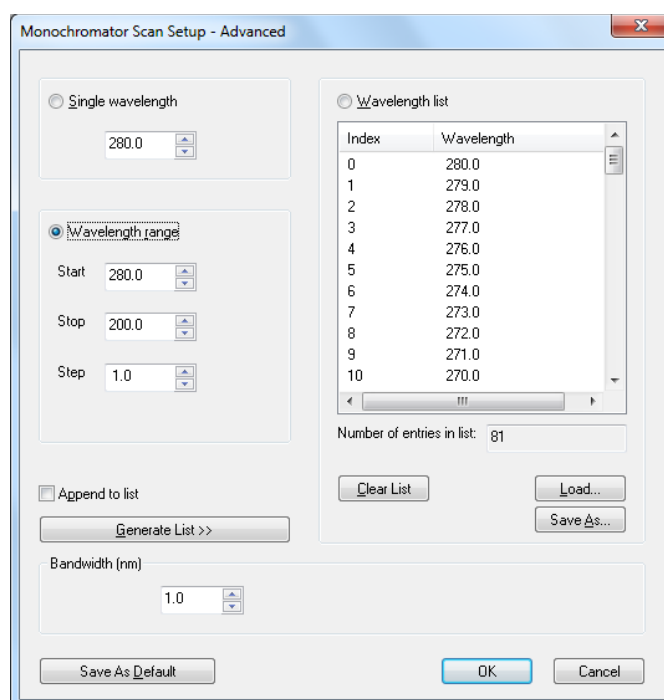 Monochromator Scan Setup - Advanced
Single wavelength
280.0
Wavelength range
Start 280.0
Stop 200.0
Step 1.0
Append to list
Generate List >>
Wavelength list
Index Wavelength
0 280.0
1 279.0
2 278.0
3 277.0
4 276.0
5 275.0
6 274.0
7 273.0
8 272.0
9 271.0
10 270.0
Number of entries in list: 81
Clear List Load...
Save As...
Bandwidth (nm)
1.0
Save As Default OK Cancel